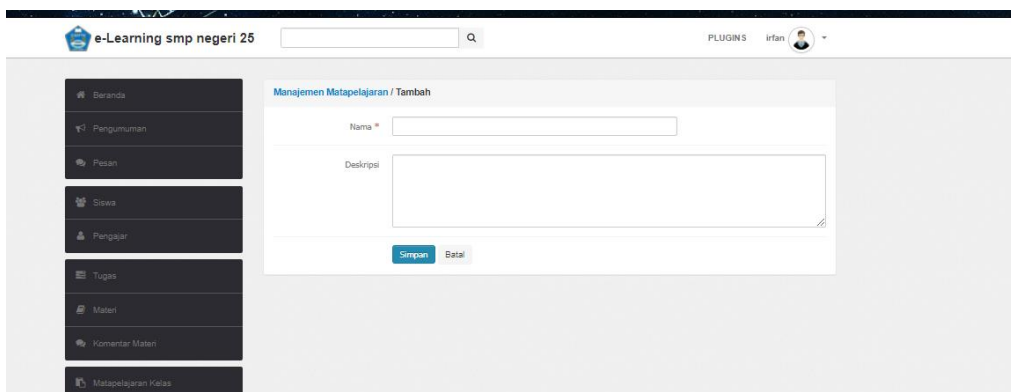 e-Learning smp negeri 25
PLUGINS irfan
Beranda
Pengumuman
Pesan
Siswa
Pengajar
Tugas
Materi
Komentar Materi
Matapelajaran Kelas
Manajemen Matapelajaran / Tambah
Nama *
Deskripsi
Simpan Batal